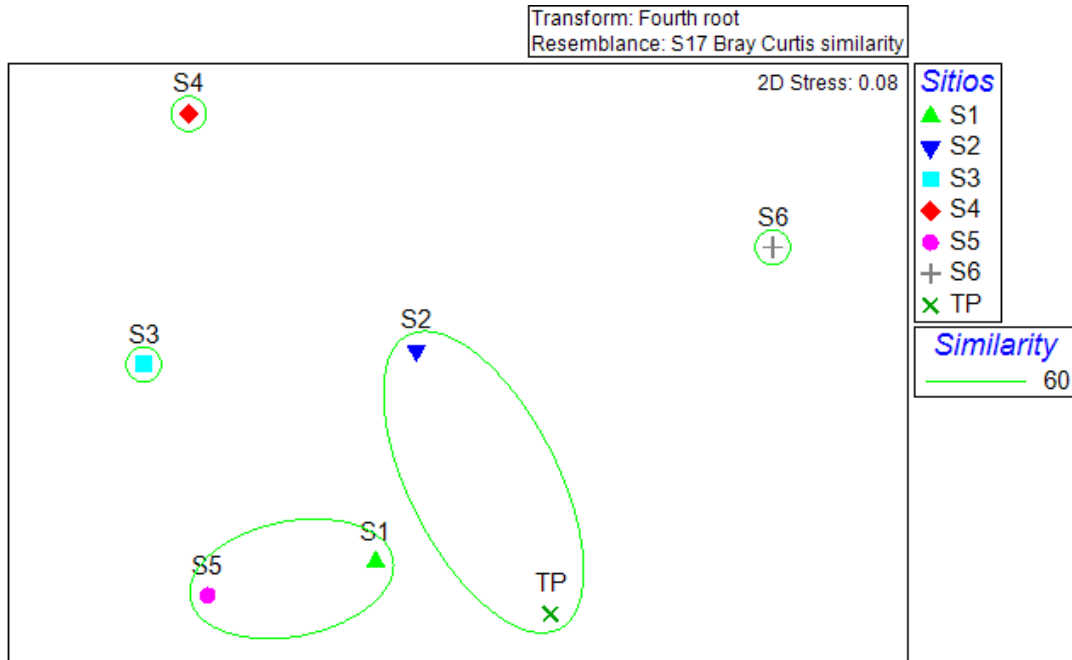 Transform: Fourth root
Resemblance: S17 Bray Curtis similarity
2D Stress: 0.08
S4
S6
S2
S3
S1
S5
TP
Sitios
S1
S2
S3
S4
S5
S6
TP
Similarity
60